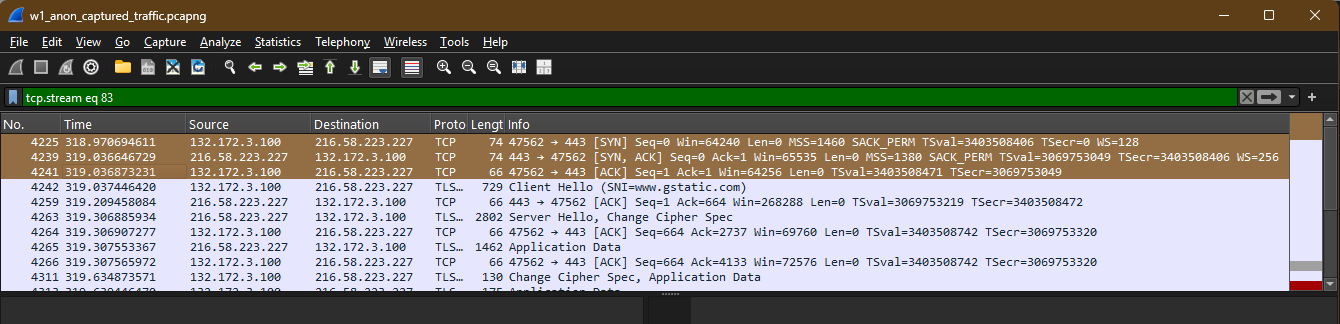 w1_anon_captured_traffic.pcapng
File Edit View Go Capture Analyze Statistics Telephony Wireless Tools Help
tcp.stream eq 83
No. Time Source Destination Proto Lengt Info
4225 318.970694611 132.172.3.100 216.58.223.227 TCP 74 47562 → 443 [SYN] Seq=0 Win=64240 Len=0 MSS=1460 SACK_PERM TSval=3403508406 TSecr=0 WS=128
4239 319.036646729 216.58.223.227 132.172.3.100 TCP 74 443 → 47562 [SYN, ACK] Seq=0 Ack=1 Win=65535 Len=0 MSS=1380 SACK_PERM TSval=3069753049 TSecr=3403508406 WS=256
4241 319.036873231 132.172.3.100 216.58.223.227 TCP 66 47562 → 443 [ACK] Seq=1 Ack=1 Win=64256 Len=0 TSval=3403508471 TSecr=3069753049
4242 319.037446420 132.172.3.100 216.58.223.227 TLS… 729 Client Hello (SNI=www.gstatic.com)
4259 319.209458084 216.58.223.227 132.172.3.100 TCP 66 443 → 47562 [ACK] Seq=1 Ack=664 Win=268288 Len=0 TSval=3069753219 TSecr=3403508472
4263 319.306885934 216.58.223.227 132.172.3.100 TLS… 2802 Server Hello, Change Cipher Spec
4264 319.306907277 132.172.3.100 216.58.223.227 TCP 66 47562 → 443 [ACK] Seq=664 Ack=2737 Win=69760 Len=0 TSval=3403508742 TSecr=3069753320
4265 319.307553367 216.58.223.227 132.172.3.100 TLS… 1462 Application Data
4266 319.307565972 132.172.3.100 216.58.223.227 TCP 66 47562 → 443 [ACK] Seq=664 Ack=4133 Win=72576 Len=0 TSval=3403508742 TSecr=3069753320
4311 319.634873571 132.172.3.100 216.58.223.227 TLS… 130 Change Cipher Spec, Application Data